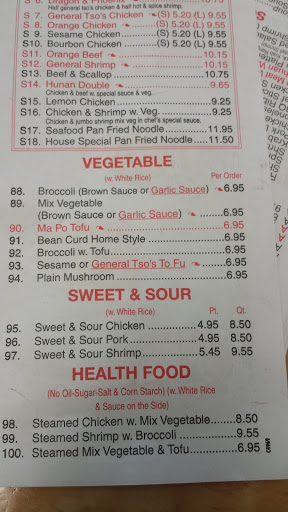 Half general tso's chicken & half hot & spice shrimp.
S 7. General Tso's Chicken (S) 5.20 (L) 9.55
S 8. Orange Chicken (S) 5.20 (L) 9.55
S 9. Sesame Chicken (S) 5.20 (L) 9.55
S10. Bourbon Chicken (S) 5.20 (L) 9.55
S11. Orange Beef 10.15
S12. General Shrimp 10.15
S13. Beef & Scallop 10.75
S14. Hunan Double 9.65
Chicken & beef w. special sauce & veg.
S15. Lemon Chicken 9.25
S16. Chicken & Shrimp w. Veg. 9.25
Chicken & jumbo shrimp mix veg in chef's special sauce.
S17. Seafood Pan Fried Noodle 11.95
S18. House Special Pan Fried Noodle 11.50
VEGETABLE
(w. White Rice) Per Order
88. Broccoli (Brown Sauce or Garlic Sauce) 6.95
89. Mix Vegetable
(Brown Sauce or Garlic Sauce) 6.95
90. Ma Po Tofu 6.95
91. Bean Curd Home Style 6.95
92. Broccoli w. Tofu 6.95
93. Sesame or General Tso's To Fu 6.95
94. Plain Mushroom 6.95
SWEET & SOUR
(w. White Rice) Pt. Qt.
95. Sweet & Sour Chicken 4.95 8.50
96. Sweet & Sour Pork 4.95 8.50
97. Sweet & Sour Shrimp 5.45 9.55
HEALTH FOOD
(No Oil-Sugar-Salt & Corn Starch) (w. White Rice
& Sauce on the Side)
98. Steamed Chicken w. Mix Vegetable 8.50
99. Steamed Shrimp w. Broccoli 9.55
100. Steamed Mix Vegetable & Tofu 6.95